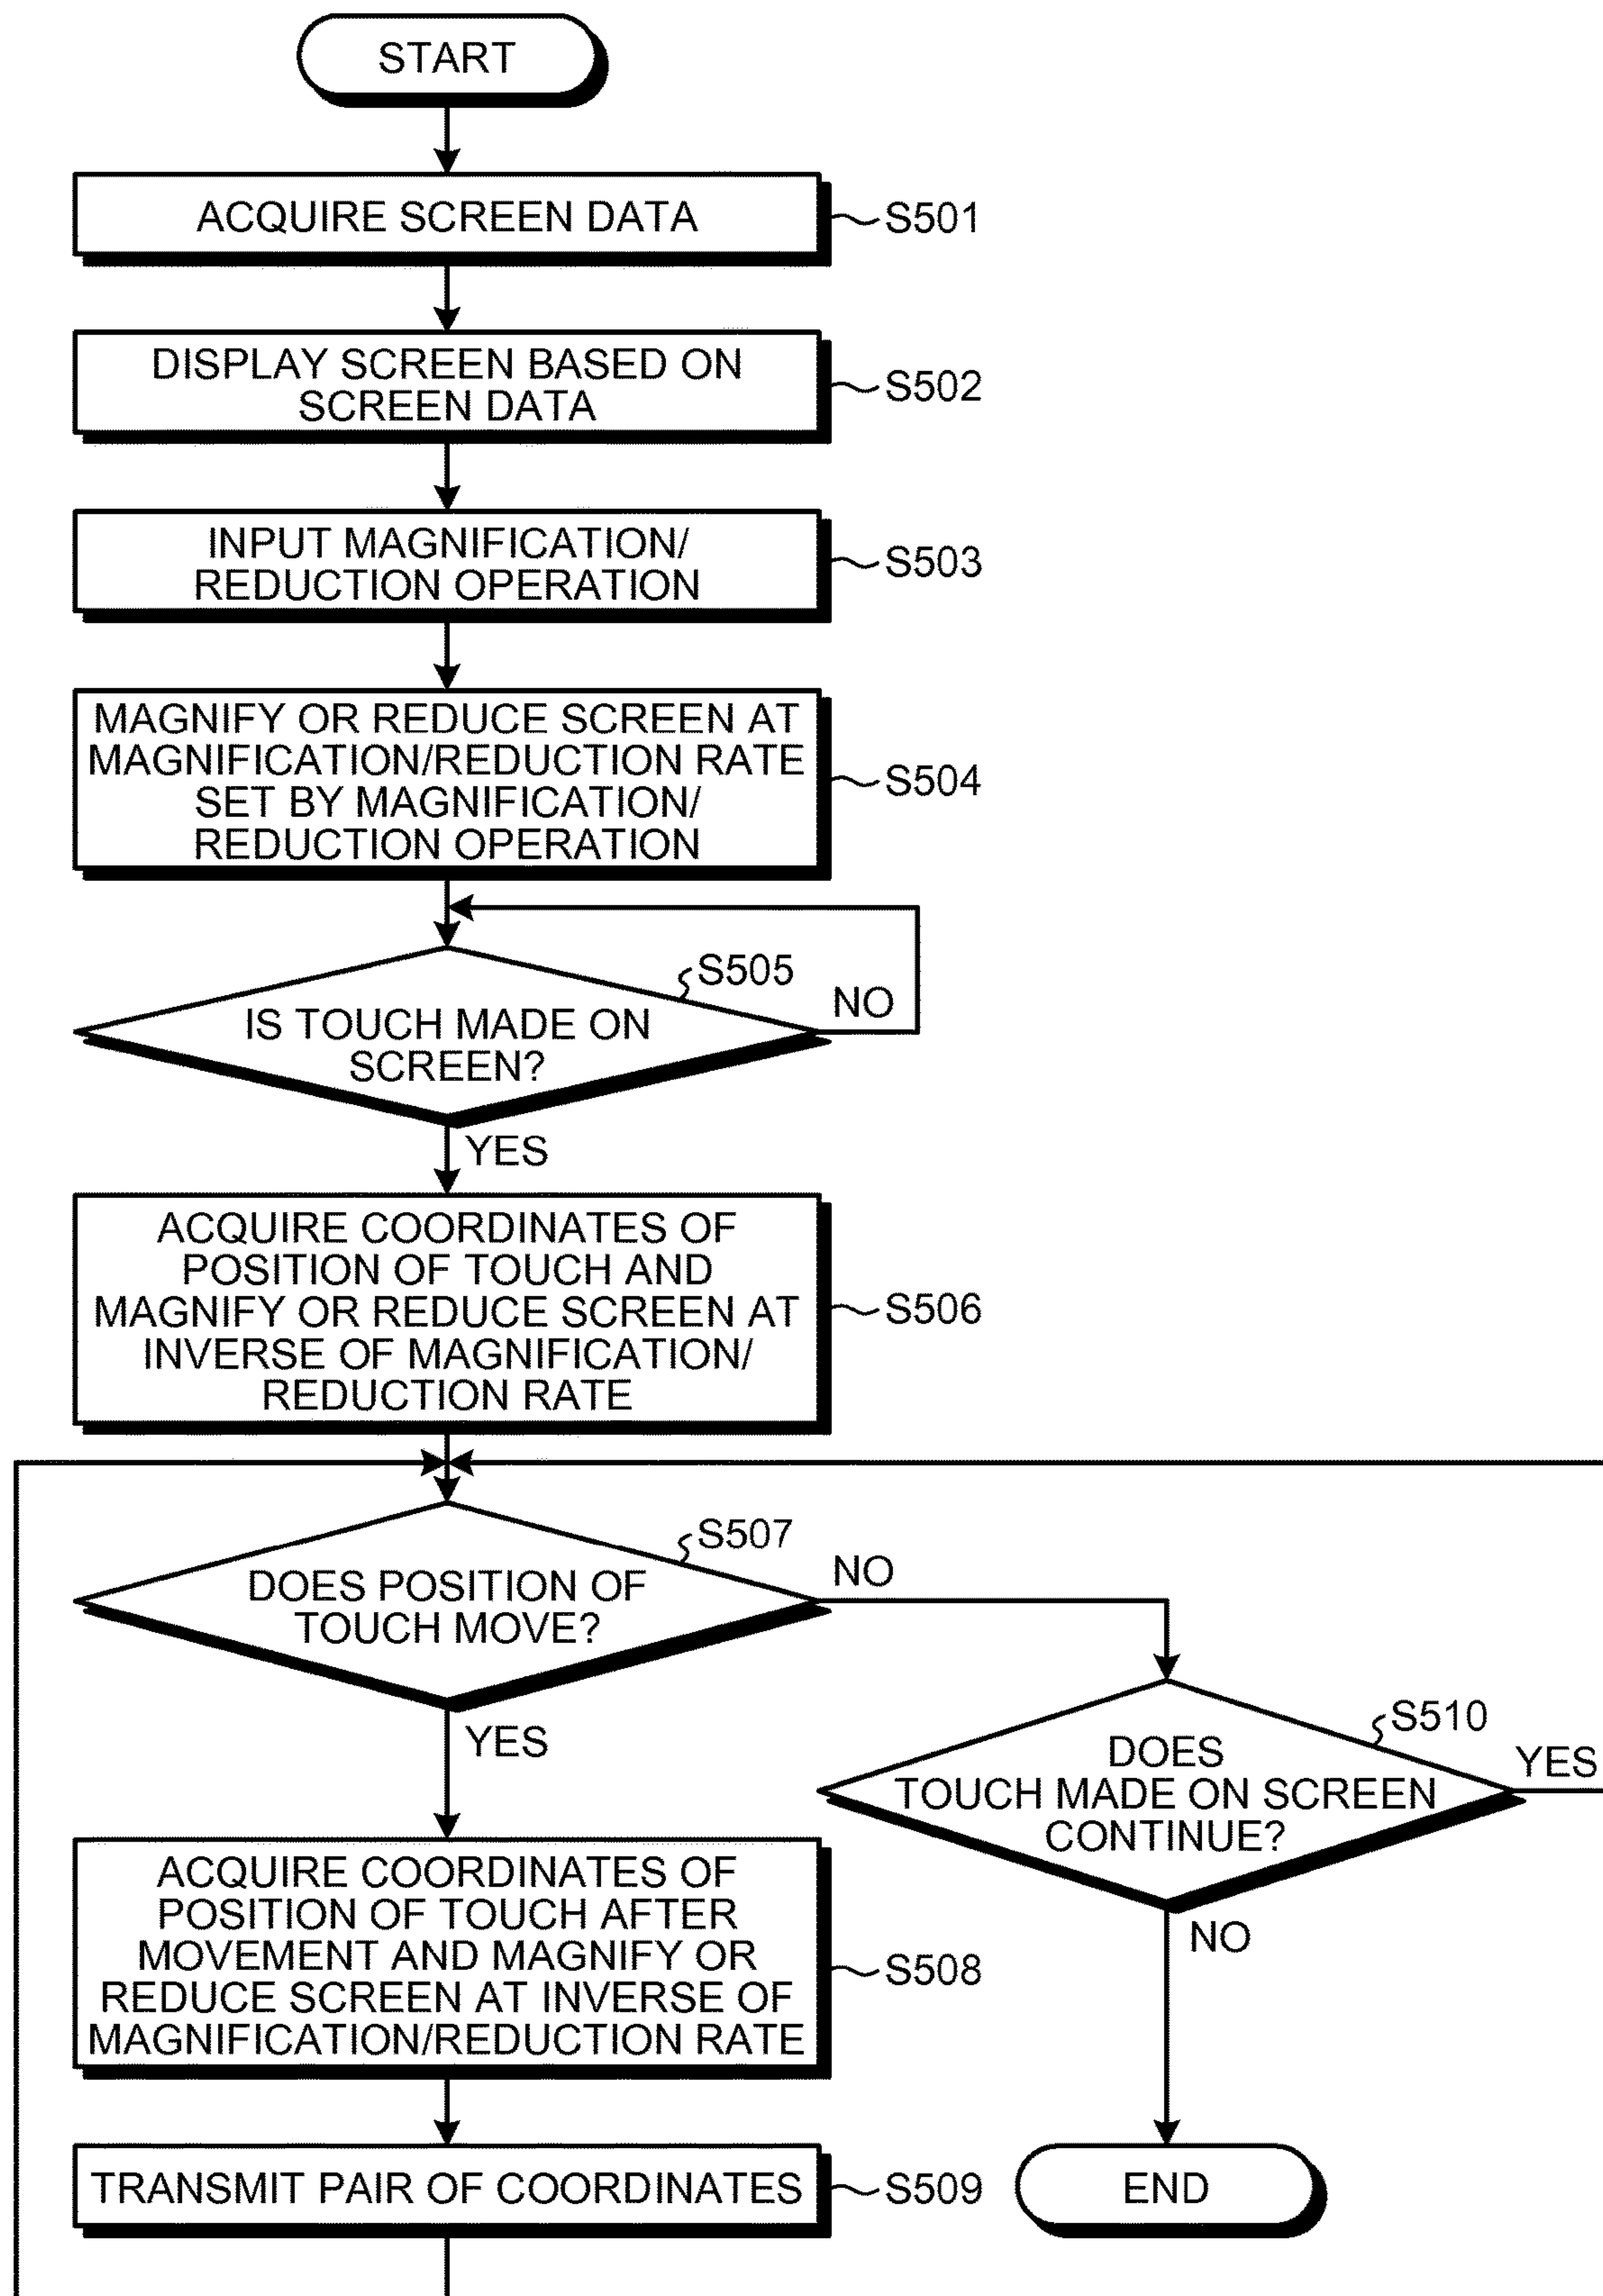 START
ACQUIRE SCREEN DATA
S501
DISPLAY SCREEN BASED ON
SCREEN DATA
S502
INPUT MAGNIFICATION/
REDUCTION OPERATION
S503
MAGNIFY OR REDUCE SCREEN AT
MAGNIFICATION/REDUCTION RATE
SET BY MAGNIFICATION/
REDUCTION OPERATION
S504
S505
IS TOUCH MADE ON
SCREEN?
NO
YES
ACQUIRE COORDINATES OF
POSITION OF TOUCH AND
MAGNIFY OR REDUCE SCREEN AT
INVERSE OF MAGNIFICATION/
REDUCTION RATE
S506
S507
DOES POSITION OF
TOUCH MOVE?
NO
YES
S510
DOES
TOUCH MADE ON SCREEN
CONTINUE?
YES
NO
ACQUIRE COORDINATES OF
POSITION OF TOUCH AFTER
MOVEMENT AND MAGNIFY OR
REDUCE SCREEN AT INVERSE OF
MAGNIFICATION/REDUCTION RATE
S508
TRANSMIT PAIR OF COORDINATES
S509
END